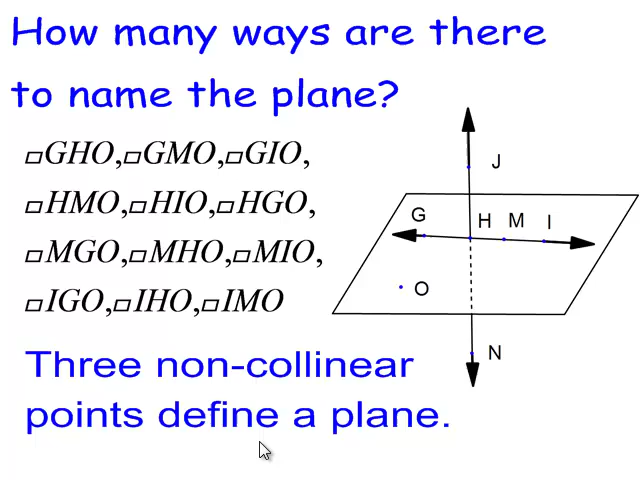 How many ways are there
to name the plane?
▱GHO,▱GMO,▱GIO,
▱HMO,▱HIO,▱HGO,
▱MGO,▱MHO,▱MIO,
▱IGO,▱IHO,▱IMO
Three non-collinear
points define a plane.
J
G H M I
O
N